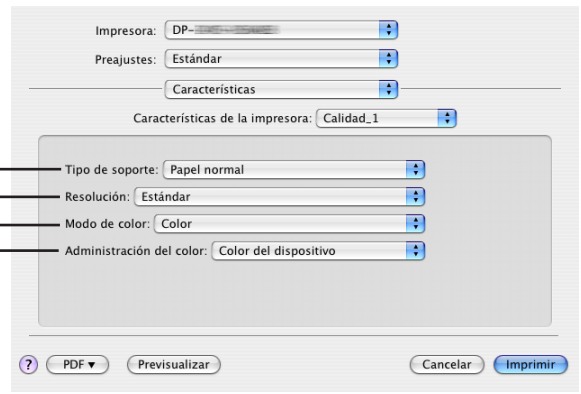 Impresora: DP-
Preajustes: Estándar
Características
Características de la impresora: Calidad_1
Tipo de soporte: Papel normal
Resolución: Estándar
Modo de color: Color
Administración del color: Color del dispositivo
? PDF ▼ Previsualizar Cancelar Imprimir